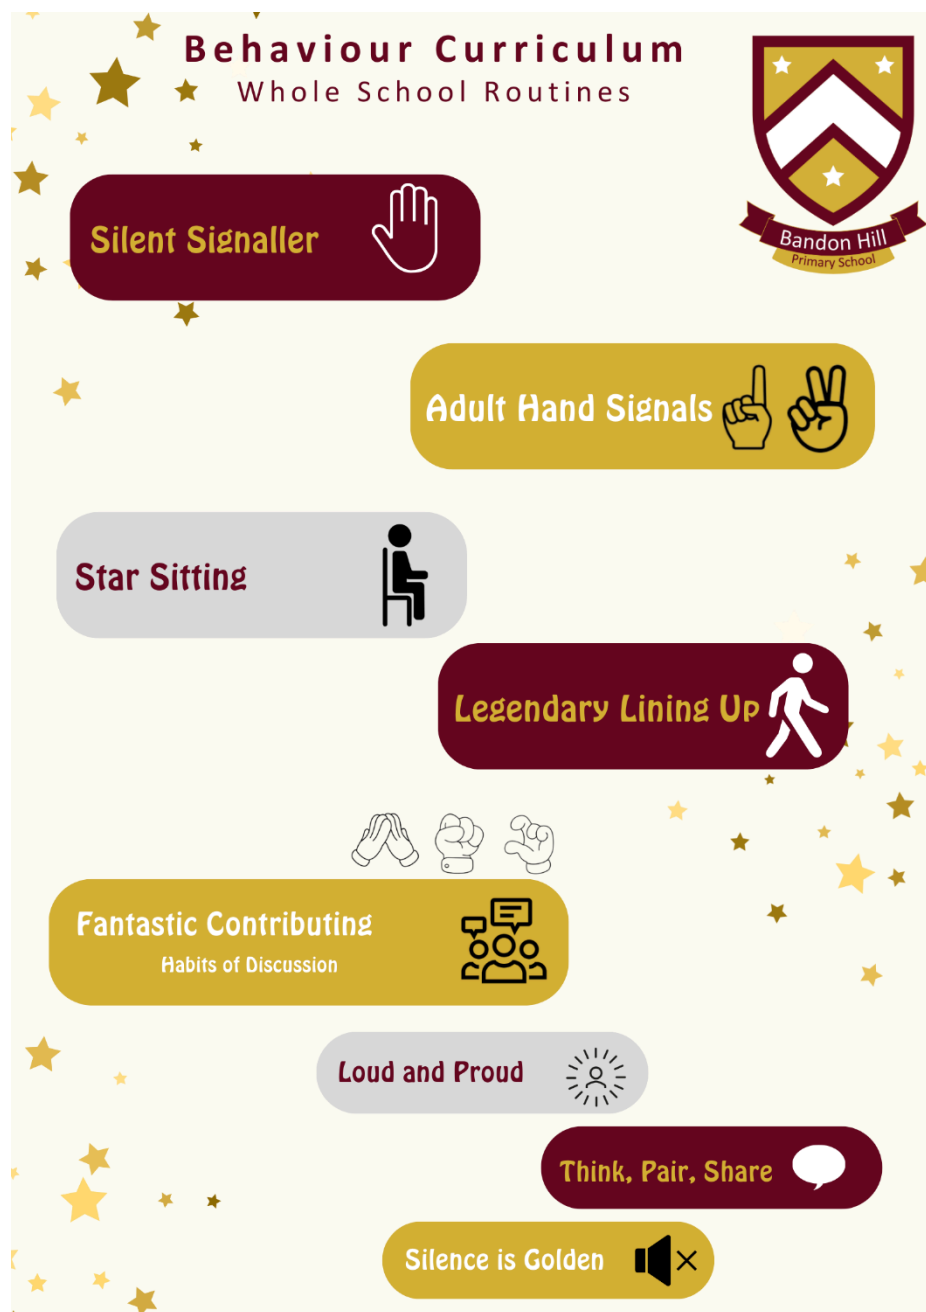 Behaviour Curriculum
Whole School Routines
Bandon Hill
Primary School
Silent Signaller
Adult Hand Signals
Star Sitting
Legendary Lining Up
Fantastic Contributing
Habits of Discussion
Loud and Proud
Think, Pair, Share
Silence is Golden